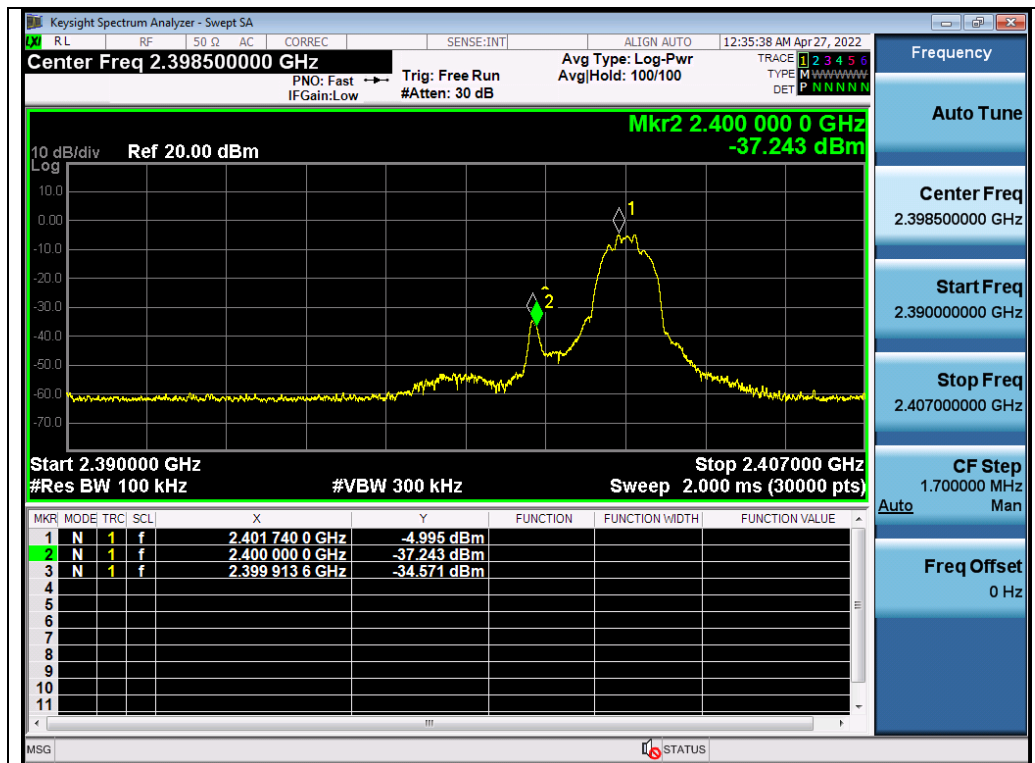 Keysight Spectrum Analyzer - Swept SA
LXI RL RF 50 Ω AC CORREC SENSE:INT ALIGN AUTO 12:35:38 AM Apr 27, 2022
Center Freq 2.398500000 GHz
PNO: Fast
IFGain:Low
Trig: Free Run
#Atten: 30 dB
Avg Type: Log-Pwr
Avg|Hold: 100/100
TRACE 1 2 3 4 5 6
TYPE M W W W W W
DET P N N N N N
Mkr2 2.400 000 0 GHz
-37.243 dBm
10 dB/div Ref 20.00 dBm
Log
10.0
0.00
-10.0
-20.0
-30.0
-40.0
-50.0
-60.0
-70.0
1
2
Start 2.390000 GHz Stop 2.407000 GHz
#Res BW 100 kHz #VBW 300 kHz Sweep 2.000 ms (30000 pts)
MKR MODE TRC SCL X Y FUNCTION FUNCTION WIDTH FUNCTION VALUE
1 N 1 f 2.401 740 0 GHz -4.995 dBm
2 N 1 f 2.400 000 0 GHz -37.243 dBm
3 N 1 f 2.399 913 6 GHz -34.571 dBm
4
5
6
7
8
9
10
11
MSG STATUS
Frequency
Auto Tune
Center Freq
2.398500000 GHz
Start Freq
2.390000000 GHz
Stop Freq
2.407000000 GHz
CF Step
1.700000 MHz
Auto Man
Freq Offset
0 Hz